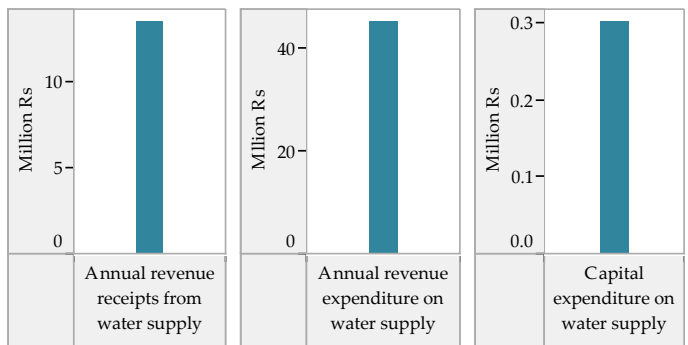 Million Rs
10
5
0
Annual revenue
receipts from
water supply
Mllion Rs
40
20
0
Annual revenue
expenditure on
water supply
Million Rs
0.3
0.2
0.1
0.0
Capital
expenditure on
water supply